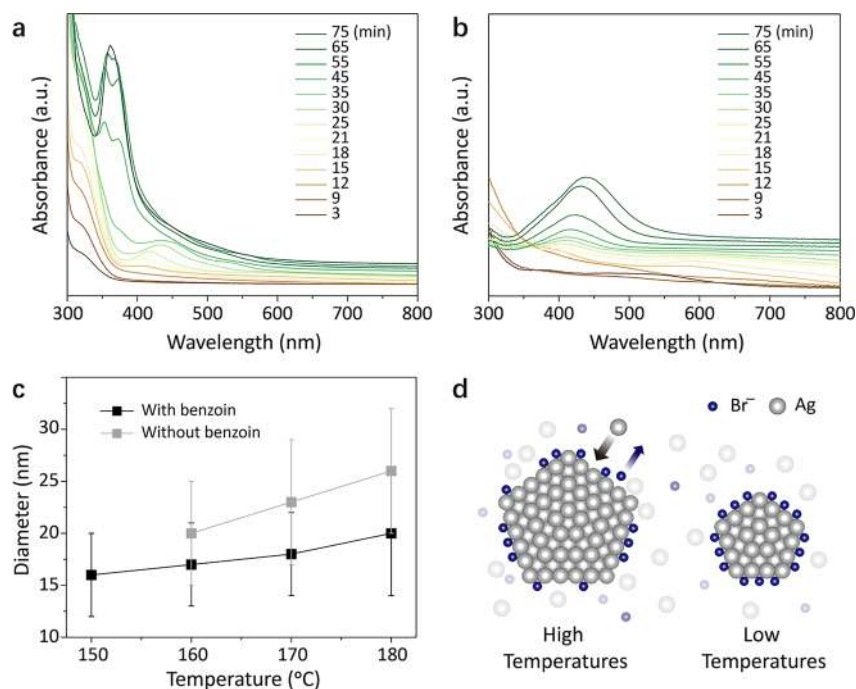 a
Absorbance (a.u.)
75 (min)
65
55
45
35
30
25
21
18
15
12
9
3
300 400 500 600 700 800
Wavelength (nm)
b
Absorbance (a.u.)
75 (min)
65
55
45
35
30
25
21
18
15
12
9
3
300 400 500 600 700 800
Wavelength (nm)
c
Diameter (nm)
35
30
25
20
15
10
With benzoin
Without benzoin
150 160 170 180
Temperature (ºC)
d
Br⁻ Ag
High
Temperatures
Low
Temperatures